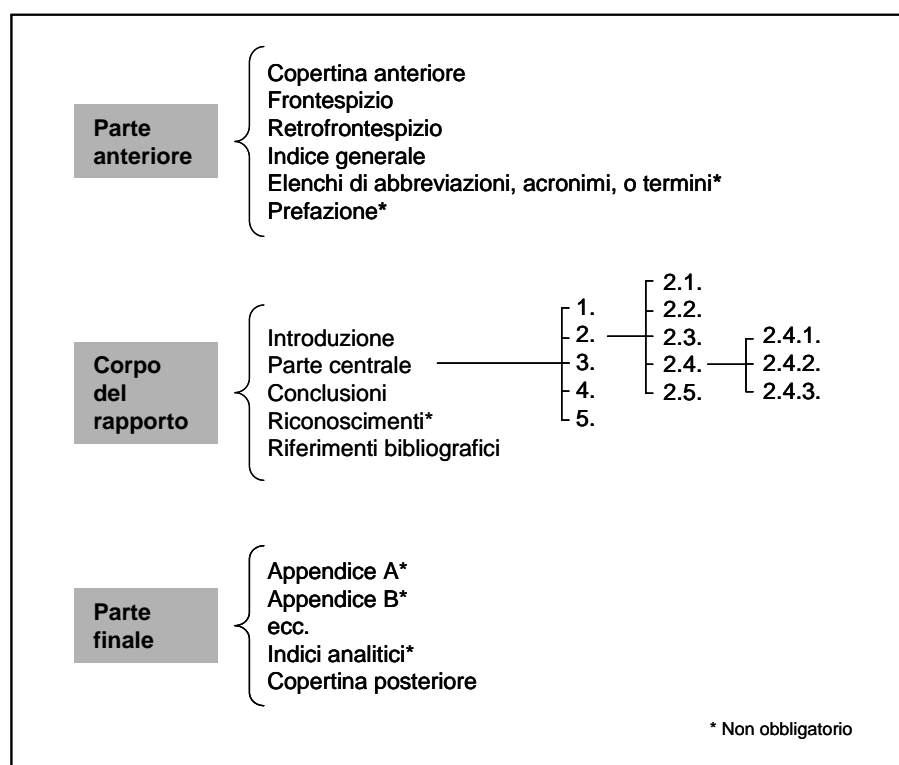 Parte
anteriore
Copertina anteriore
Frontespizio
Retrofrontespizio
Indice generale
Elenchi di abbreviazioni, acronimi, o termini*
Prefazione*
Corpo
del
rapporto
Introduzione
Parte centrale
Conclusioni
Riconoscimenti*
Riferimenti bibliografici
1.
2.
3.
4.
5.
2.1.
2.2.
2.3.
2.4.
2.5.
2.4.1.
2.4.2.
2.4.3.
Parte
finale
Appendice A*
Appendice B*
ecc.
Indici analitici*
Copertina posteriore
* Non obbligatorio